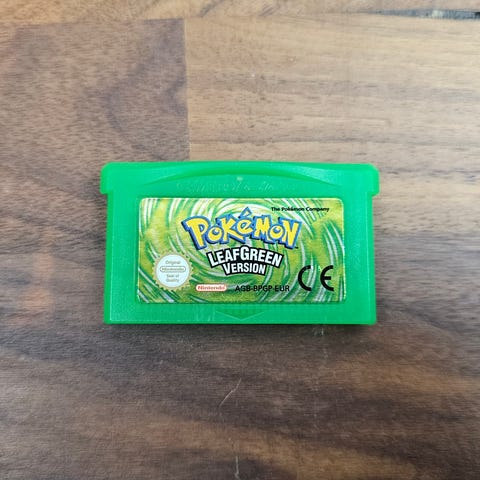 The Pokémon Company
POKéMON
LEAFGREEN
VERSION
Original
Nintendo
Seal of
Quality
Nintendo
AGB-BPGP-EUR
CE